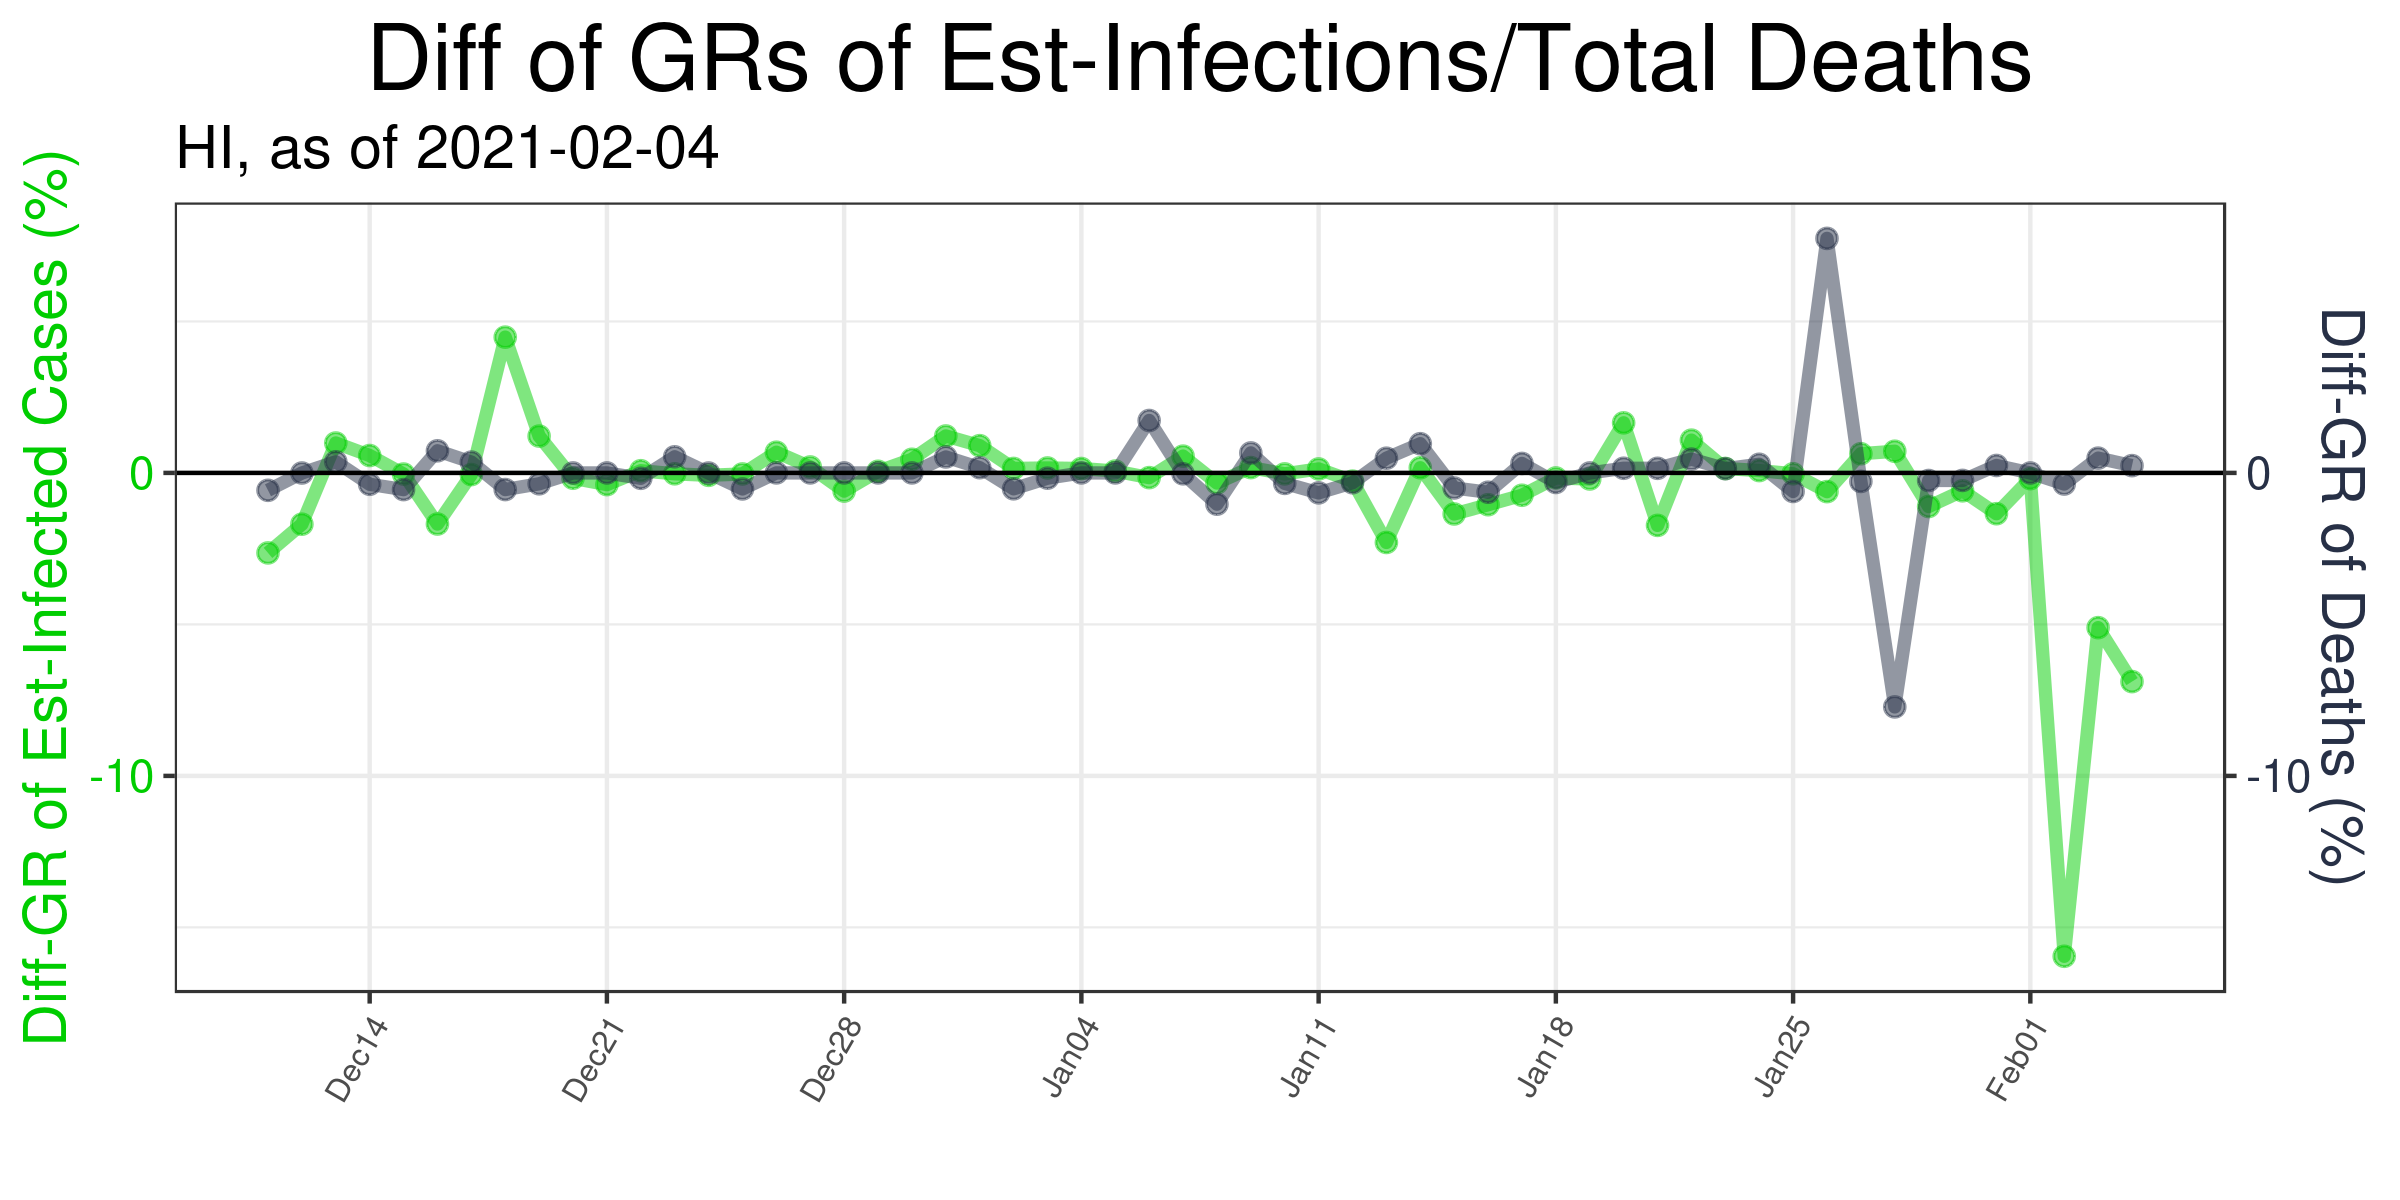 Diff of GRs of Est-Infections/Total Deaths
HI, as of 2021-02-04
Diff-GR of Est-Infected Cases (%)
0
-10
0
-10
Diff-GR of Deaths (%)
Dec14
Dec21
Dec28
Jan04
Jan11
Jan18
Jan25
Feb01